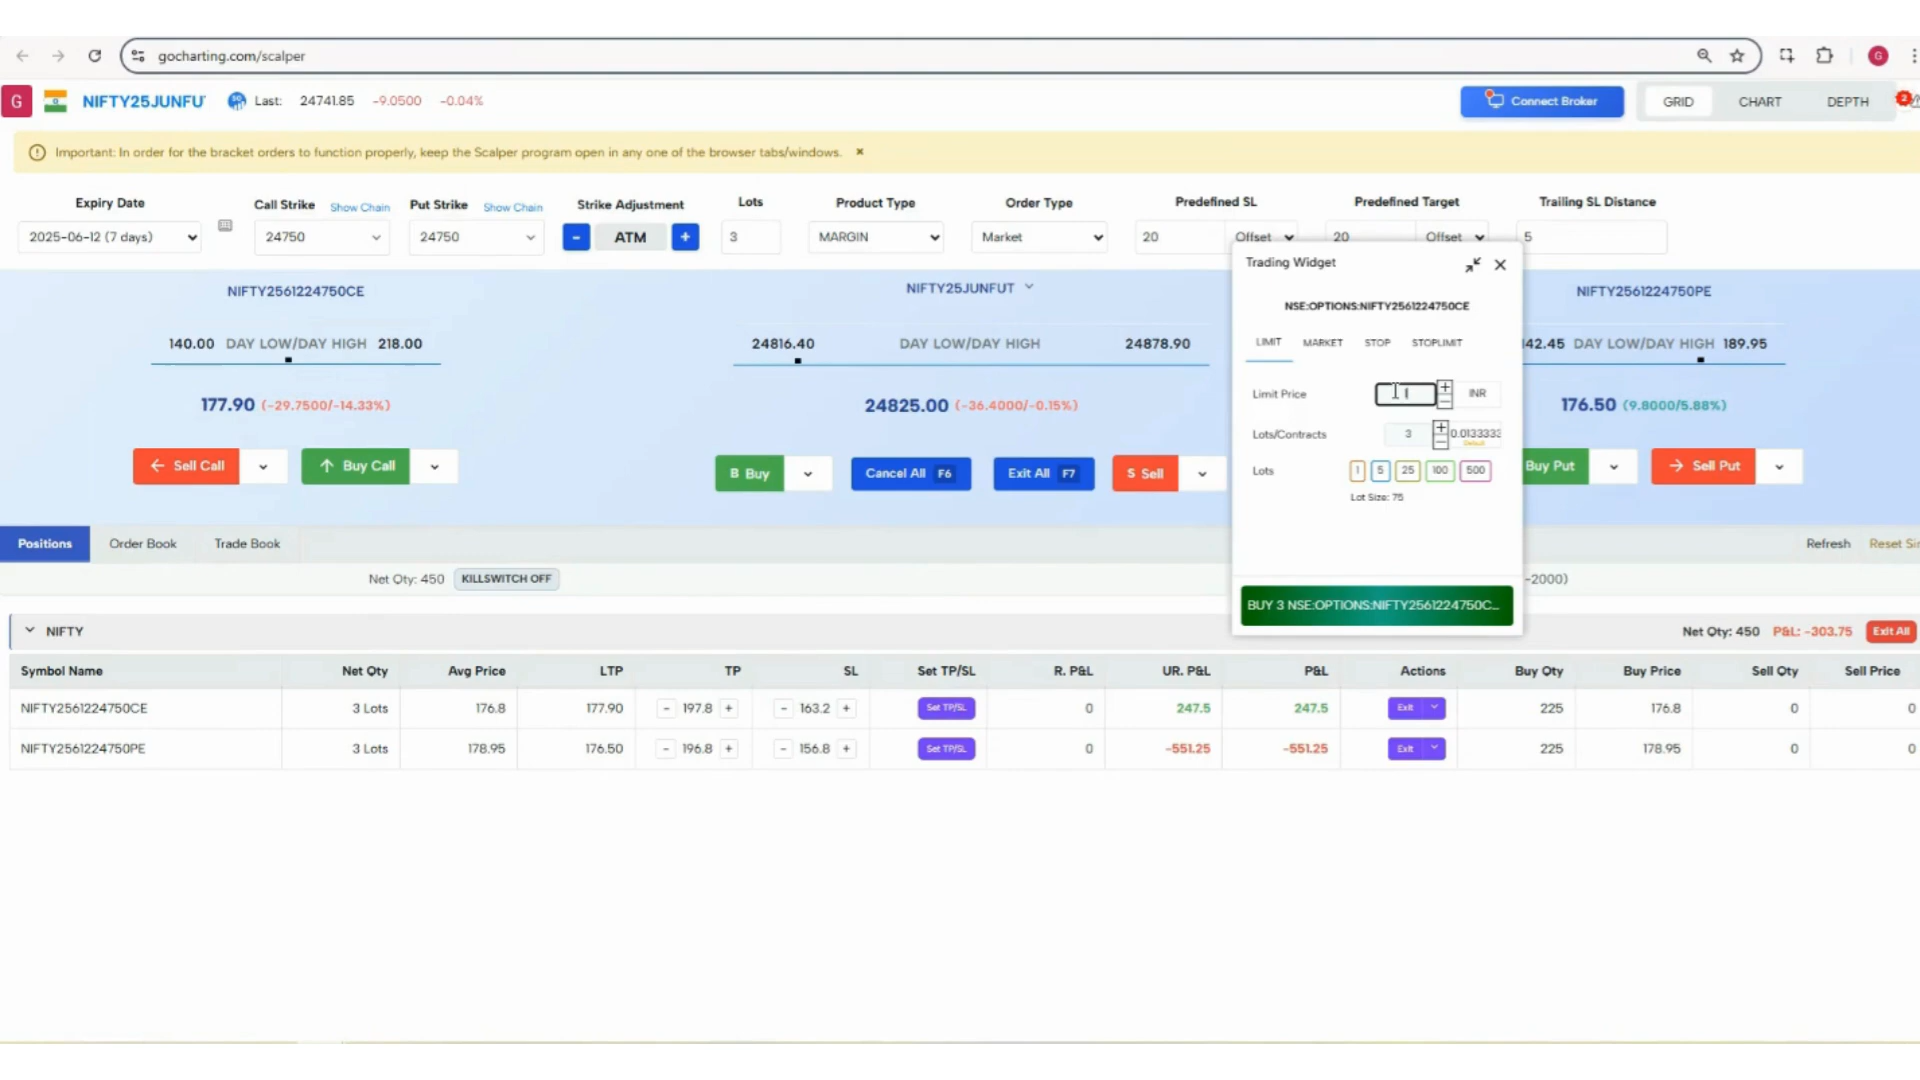 gocharting.com/scalper
G
G NIFTY25JUNFU Last: 24741.85 -9.0500 -0.04% Connect Broker GRID CHART DEPTH 2
Important: In order for the bracket orders to function properly, keep the Scalper program open in any one of the browser tabs/windows.
Expiry Date Call Strike Show Chain Put Strike Show Chain Strike Adjustment Lots Product Type Order Type Predefined SL Predefined Target Trailing SL Distance
2025-06-12 (7 days) 24750 24750 - ATM + 3 MARGIN Market 20 Offset 20 Offset 5
NIFTY2561224750CE
NIFTY25JUNFUT
NIFTY2561224750PE
140.00 DAY LOW/DAY HIGH 218.00
24816.40 DAY LOW/DAY HIGH 24878.90
42.45 DAY LOW/DAY HIGH 189.95
177.90 (-29.7500/-14.33%)
24825.00 (-36.4000/-0.15%)
176.50 (9.8000/5.88%)
Sell Call Buy Call
B Buy Cancel All F6 Exit All F7 S Sell
Buy Put Sell Put
Trading Widget
NSE:OPTIONS:NIFTY2561224750CE
LIMIT MARKET STOP STOPLIMIT
Limit Price 1 + - INR
Lots/Contracts 3 + - 0.0133333
Default
Lots 1 5 25 100 500
Lot Size: 75
BUY 3 NSE:OPTIONS:NIFTY2561224750C...
Positions Order Book Trade Book Refresh Reset Sir
Net Qty: 450 KILLSWITCH OFF -2000)
NIFTY Net Qty: 450 P&L: -303.75 Exit All
Symbol Name Net Qty Avg Price LTP TP SL Set TP/SL R. P&L UR. P&L P&L Actions Buy Qty Buy Price Sell Qty Sell Price
NIFTY2561224750CE 3 Lots 176.8 177.90 - 197.8 + - 163.2 + Set TP/SL 0 247.5 247.5 Exit 225 176.8 0 0
NIFTY2561224750PE 3 Lots 178.95 176.50 - 196.8 + - 156.8 + Set TP/SL 0 -551.25 -551.25 Exit 225 178.95 0 0